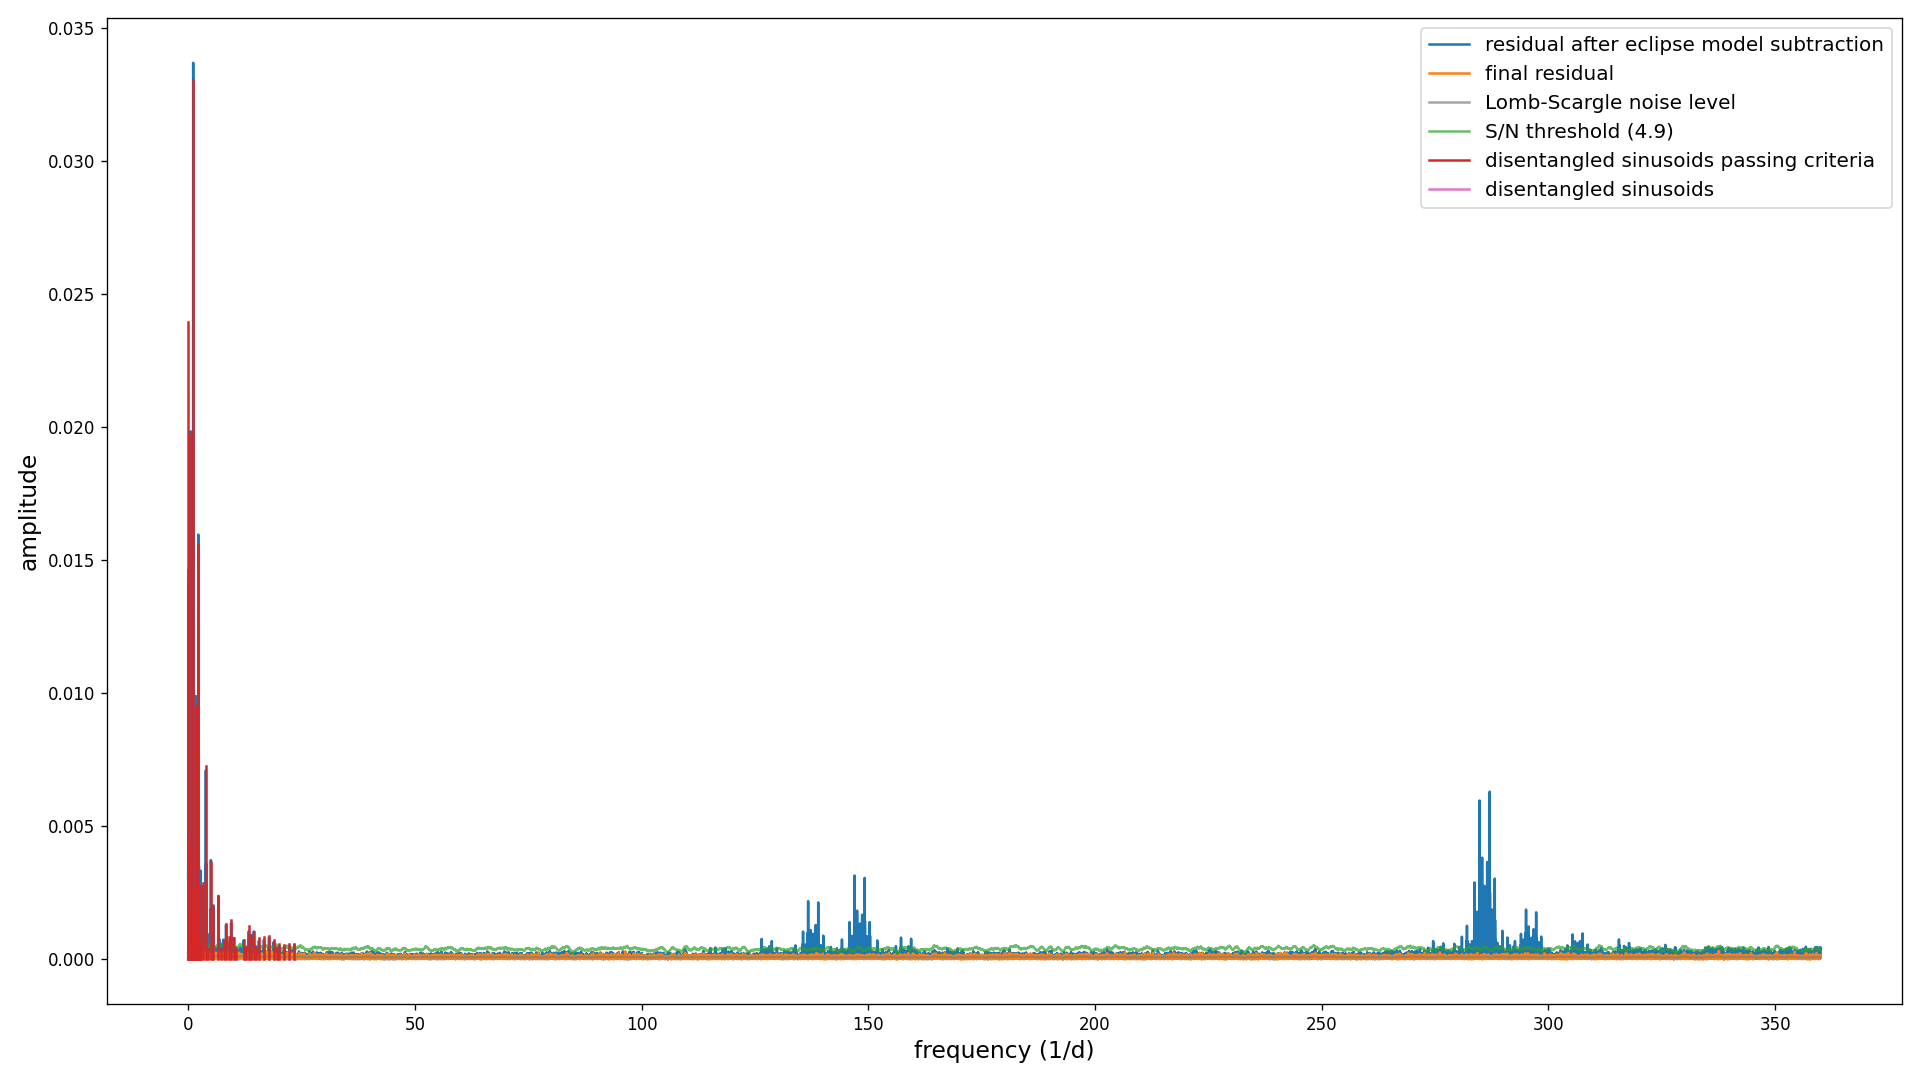 residual after eclipse model subtraction
final residual
Lomb-Scargle noise level
S/N threshold (4.9)
disentangled sinusoids passing criteria
disentangled sinusoids
amplitude
0.035
0.030
0.025
0.020
0.015
0.010
0.005
0.000
0 50 100 150 200 250 300 350
frequency (1/d)